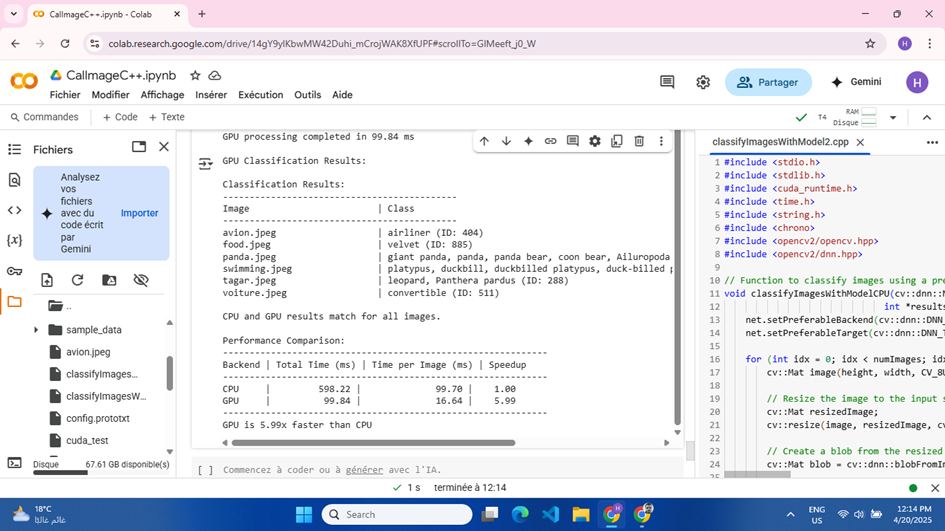 CallmageC++.ipynb - Colab
colab.research.google.com/drive/14gY9yIKbwMW42Duhi_mCrojWAK8XfUPF#scrollTo=GlMeeft_j0_W
H
CallmageC++.ipynb
Fichier Modifier Affichage Insérer Exécution Outils Aide
Partager
Gemini
H
Commandes + Code + Texte
T4 RAM
Disque
Fichiers
Analysez
vos
fichiers
avec du
code écrit
par
Gemini
Importer
..
sample_data
avion.jpeg
classifyImages...
classifyImagesW...
config.prototxt
cuda_test
Disque 67.61 GB disponible(s)
GPU processing completed in 99.84 ms
GPU Classification Results:
Classification Results:
--------------------------------------------
Image | Class
--------------------------------------------
avion.jpeg | airliner (ID: 404)
food.jpeg | velvet (ID: 885)
panda.jpeg | giant panda, panda, panda bear, coon bear, Ailuropoda
swimming.jpeg | platypus, duckbill, duckbilled platypus, duck-billed p
tagar.jpeg | leopard, Panthera pardus (ID: 288)
voiture.jpeg | convertible (ID: 511)
CPU and GPU results match for all images.
Performance Comparison:
--------------------------------------------------------------
Backend | Total Time (ms) | Time per Image (ms) | Speedup
--------------------------------------------------------------
CPU | 598.22 | 99.70 | 1.00
GPU | 99.84 | 16.64 | 5.99
--------------------------------------------------------------
GPU is 5.99x faster than CPU
[ ] Commencez à coder ou à générer avec l'IA.
classifyImagesWithModel2.cpp
1 #include <stdio.h>
2 #include <stdlib.h>
3 #include <cuda_runtime.h>
4 #include <time.h>
5 #include <string.h>
6 #include <chrono>
7 #include <opencv2/opencv.hpp>
8 #include <opencv2/dnn.hpp>
9
10 // Function to classify images using a pre
11 void classifyImagesWithModelCPU(cv::dnn::N
12 int *results
13 net.setPreferableBackend(cv::dnn::DNN_
14 net.setPreferableTarget(cv::dnn::DNN_T
15
16 for (int idx = 0; idx < numImages; idx
17 cv::Mat image(height, width, CV_8U
18
19 // Resize the image to the input s
20 cv::Mat resizedImage;
21 cv::resize(image, resizedImage, cv
22
23 // Create a blob from the resized
24 cv::Mat blob = cv::dnn::blobFromIm
25
1 s terminée à 12:14
18°C
غائم غالبًا
Search
ENG
US
12:14 PM
4/20/2025